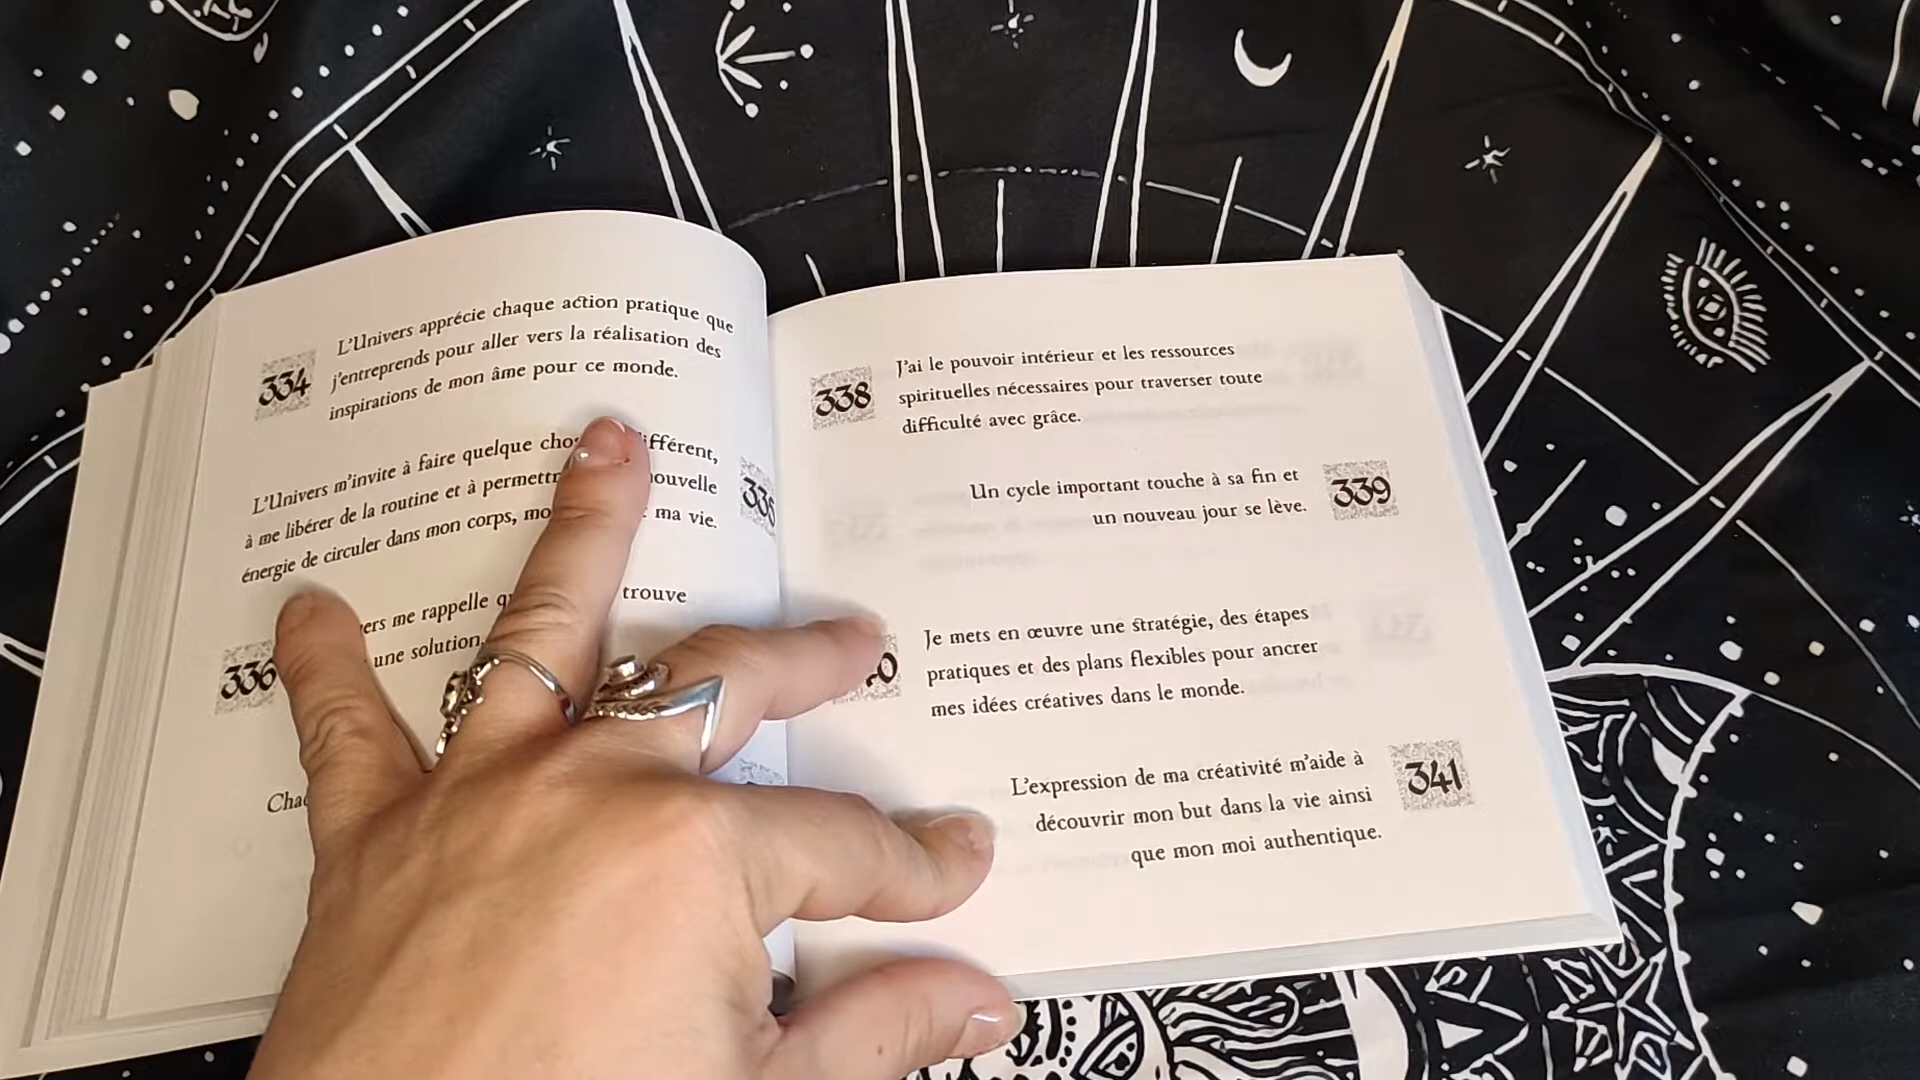 334
L'Univers apprécie chaque action pratique que
j'entreprends pour aller vers la réalisation des
inspirations de mon âme pour ce monde.
L'Univers m'invite à faire quelque différent,
à me libérer de la routine et à nouvelle
énergie de circuler dans mon corps, ma vie.
336
me rappelle trouve
une solution.
338
J'ai le pouvoir intérieur et les ressources
spirituelles nécessaires pour traverser toute
difficulté avec grâce.
Un cycle important touche à sa fin et
un nouveau jour se lève.
339
Je mets en œuvre une stratégie, des étapes
pratiques et des plans flexibles pour ancrer
mes idées créatives dans le monde.
L'expression de ma créativité m'aide à
découvrir mon but dans la vie ainsi
que mon moi authentique.
341